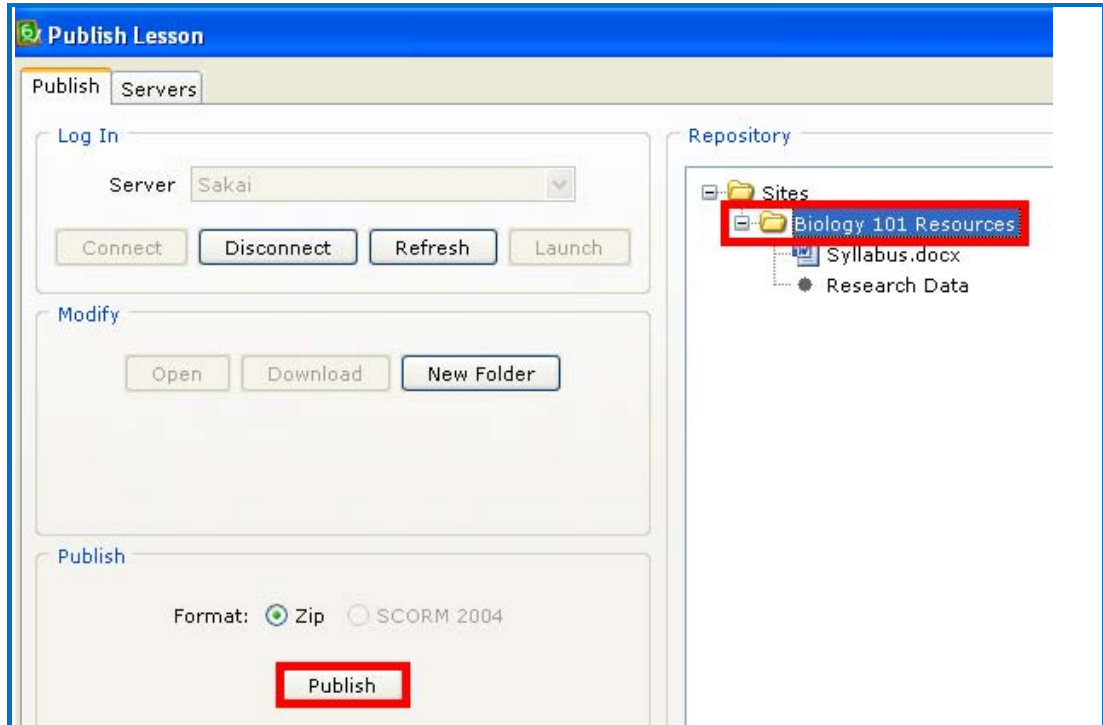 Publish Lesson
Publish Servers
Log In
Server Sakai
Connect Disconnect Refresh Launch
Modify
Open Download New Folder
Publish
Format: Zip SCORM 2004
Publish
Repository
Sites
Biology 101 Resources
Syllabus.docx
Research Data